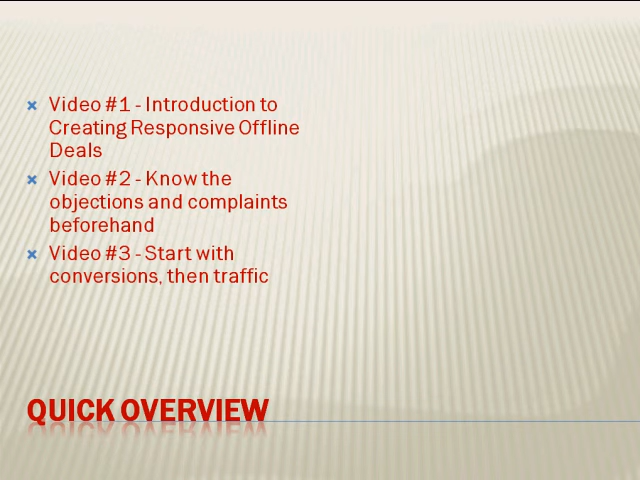 Video #1 - Introduction to
Creating Responsive Offline
Deals
Video #2 - Know the
objections and complaints
beforehand
Video #3 - Start with
conversions, then traffic
QUICK OVERVIEW